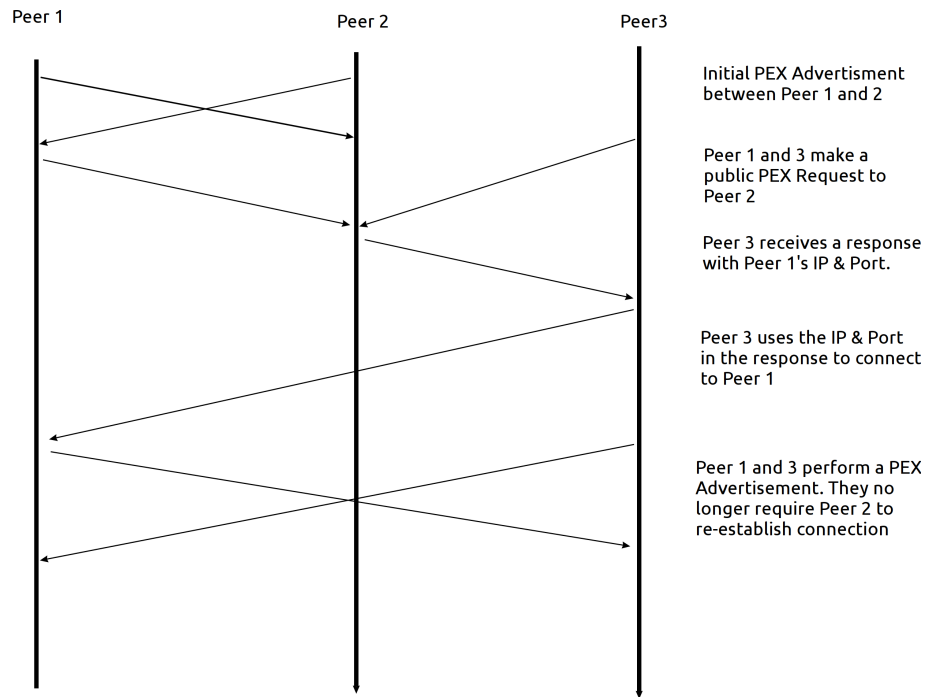 Peer 1
Peer 2
Peer3
Initial PEX Advertisment
between Peer 1 and 2
Peer 1 and 3 make a
public PEX Request to
Peer 2
Peer 3 receives a response
with Peer 1's IP & Port.
Peer 3 uses the IP & Port
in the response to connect
to Peer 1
Peer 1 and 3 perform a PEX
Advertisement. They no
longer require Peer 2 to
re-establish connection